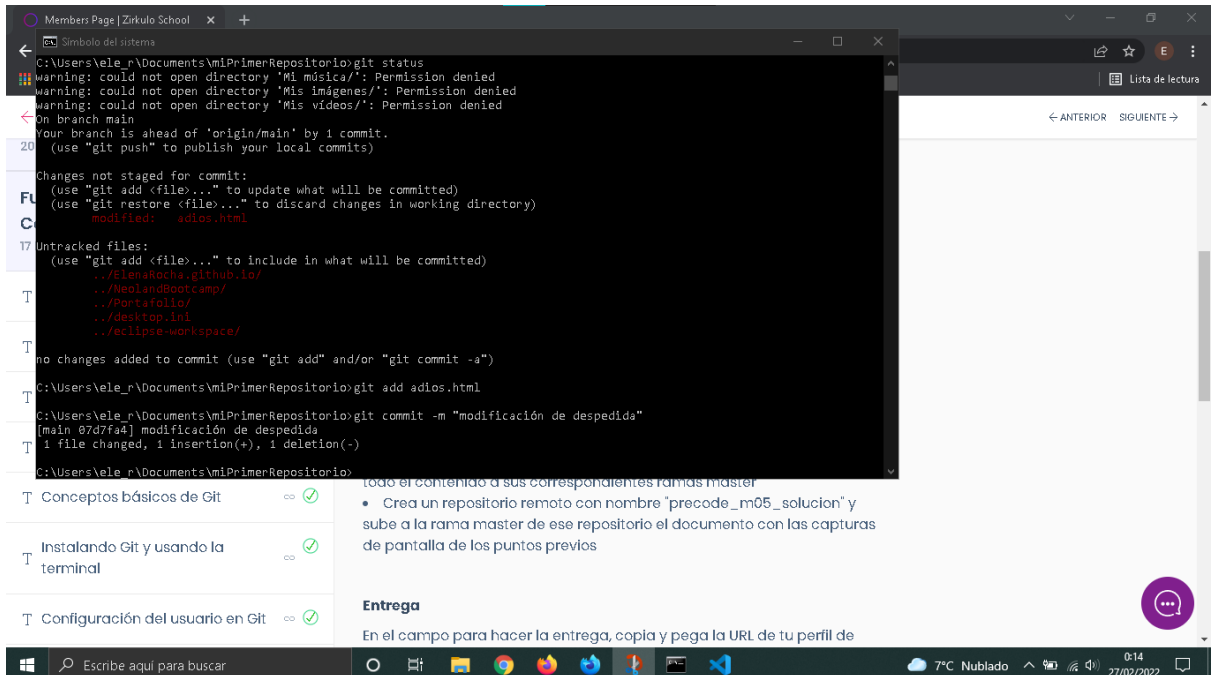 Members Page | Zirkulo School
Símbolo del sistema
E
Lista de lectura
← ANTERIOR SIGUIENTE →
C:\Users\ele_r\Documents\miPrimerRepositorio>git status
warning: could not open directory 'Mi música/': Permission denied
warning: could not open directory 'Mis imágenes/': Permission denied
warning: could not open directory 'Mis vídeos/': Permission denied
On branch main
Your branch is ahead of 'origin/main' by 1 commit.
(use "git push" to publish your local commits)
Changes not staged for commit:
(use "git add <file>..." to update what will be committed)
(use "git restore <file>..." to discard changes in working directory)
modified: adios.html
Untracked files:
(use "git add <file>..." to include in what will be committed)
../ElenaRocha.github.io/
../NeolandBootcamp/
../Portafolio/
../desktop.ini
../eclipse-workspace/
no changes added to commit (use "git add" and/or "git commit -a")
C:\Users\ele_r\Documents\miPrimerRepositorio>git add adios.html
C:\Users\ele_r\Documents\miPrimerRepositorio>git commit -m "modificación de despedida"
[main 07d7fa4] modificación de despedida
1 file changed, 1 insertion(+), 1 deletion(-)
C:\Users\ele_r\Documents\miPrimerRepositorio>
20
Fu
Co
17
T
T
T
T
T Conceptos básicos de Git
T Instalando Git y usando la
terminal
T Configuración del usuario en Git
todo el contenido a sus correspondientes ramas master
• Crea un repositorio remoto con nombre "precode_m05_solucion" y
sube a la rama master de ese repositorio el documento con las capturas
de pantalla de los puntos previos
Entrega
En el campo para hacer la entrega, copia y pega la URL de tu perfil de
Escribe aquí para buscar
7°C Nublado
0:14
27/02/2022